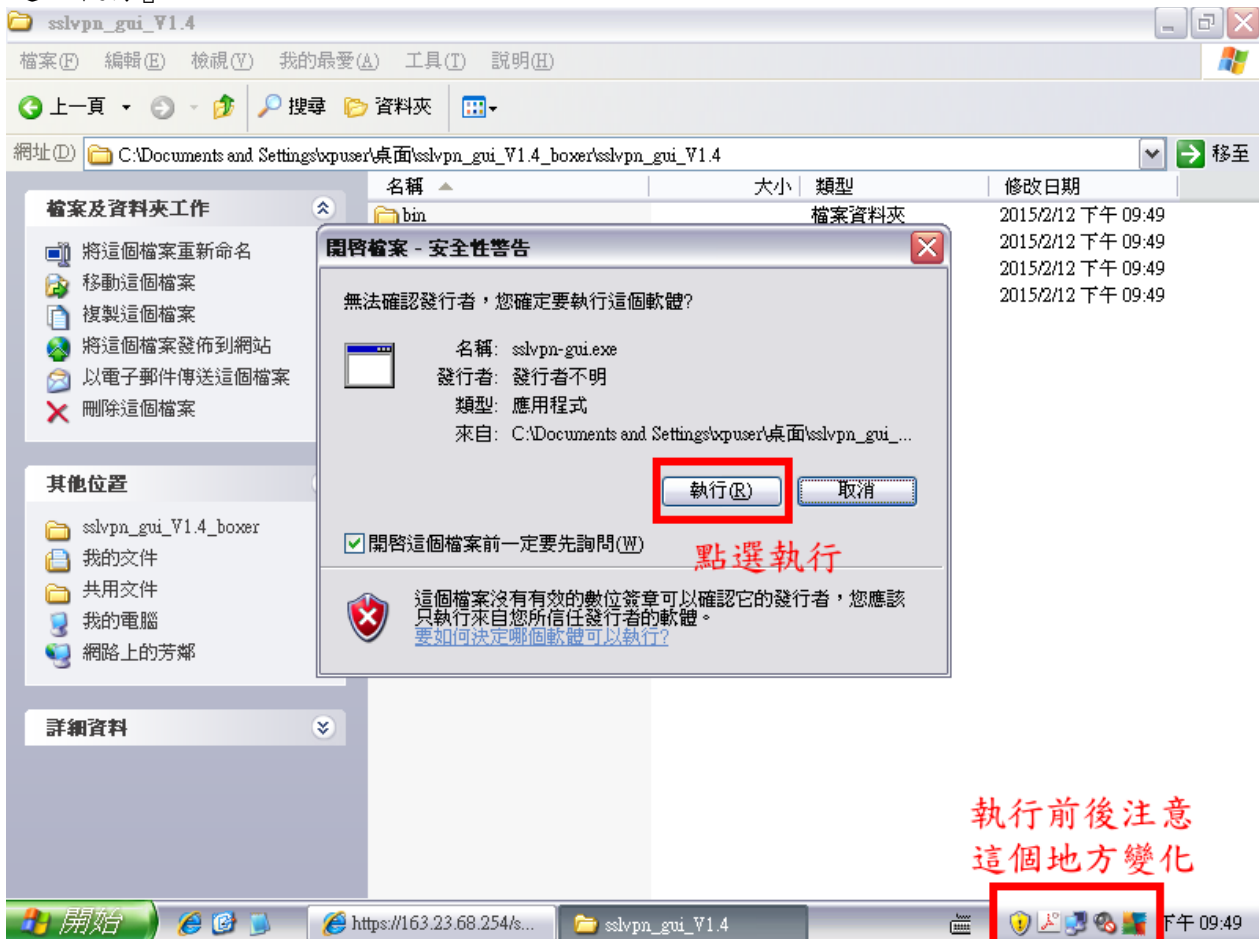 sslvpn_gui_V1.4
檔案(F) 編輯(E) 檢視(V) 我的最愛(A) 工具(T) 說明(H)
上一頁 搜尋 資料夾
網址(D) C:\Documents and Settings\xpuser\桌面\sslvpn_gui_V1.4_boxer\sslvpn_gui_V1.4 移至
名稱 大小 類型 修改日期
檔案及資料夾工作
將這個檔案重新命名
移動這個檔案
複製這個檔案
將這個檔案發佈到網站
以電子郵件傳送這個檔案
刪除這個檔案
其他位置
sslvpn_gui_V1.4_boxer
我的文件
共用文件
我的電腦
網路上的芳鄰
詳細資料
bin 檔案資料夾 2015/2/12 下午 09:49
2015/2/12 下午 09:49
2015/2/12 下午 09:49
2015/2/12 下午 09:49
開啓檔案 - 安全性警告
無法確認發行者,您確定要執行這個軟體?
名稱: sslvpn-gui.exe
發行者: 發行者不明
類型: 應用程式
來自: C:\Documents and Settings\xpuser\桌面\sslvpn_gui_...
執行(R) 取消
開啓這個檔案前一定要先詢問(W)
點選執行
這個檔案沒有有效的數位簽章可以確認它的發行者,您應該
只執行來自您所信任發行者的軟體。
要如何決定哪個軟體可以執行?
執行前後注意
這個地方變化
開始 https://163.23.68.254/s... sslvpn_gui_V1.4 下午 09:49